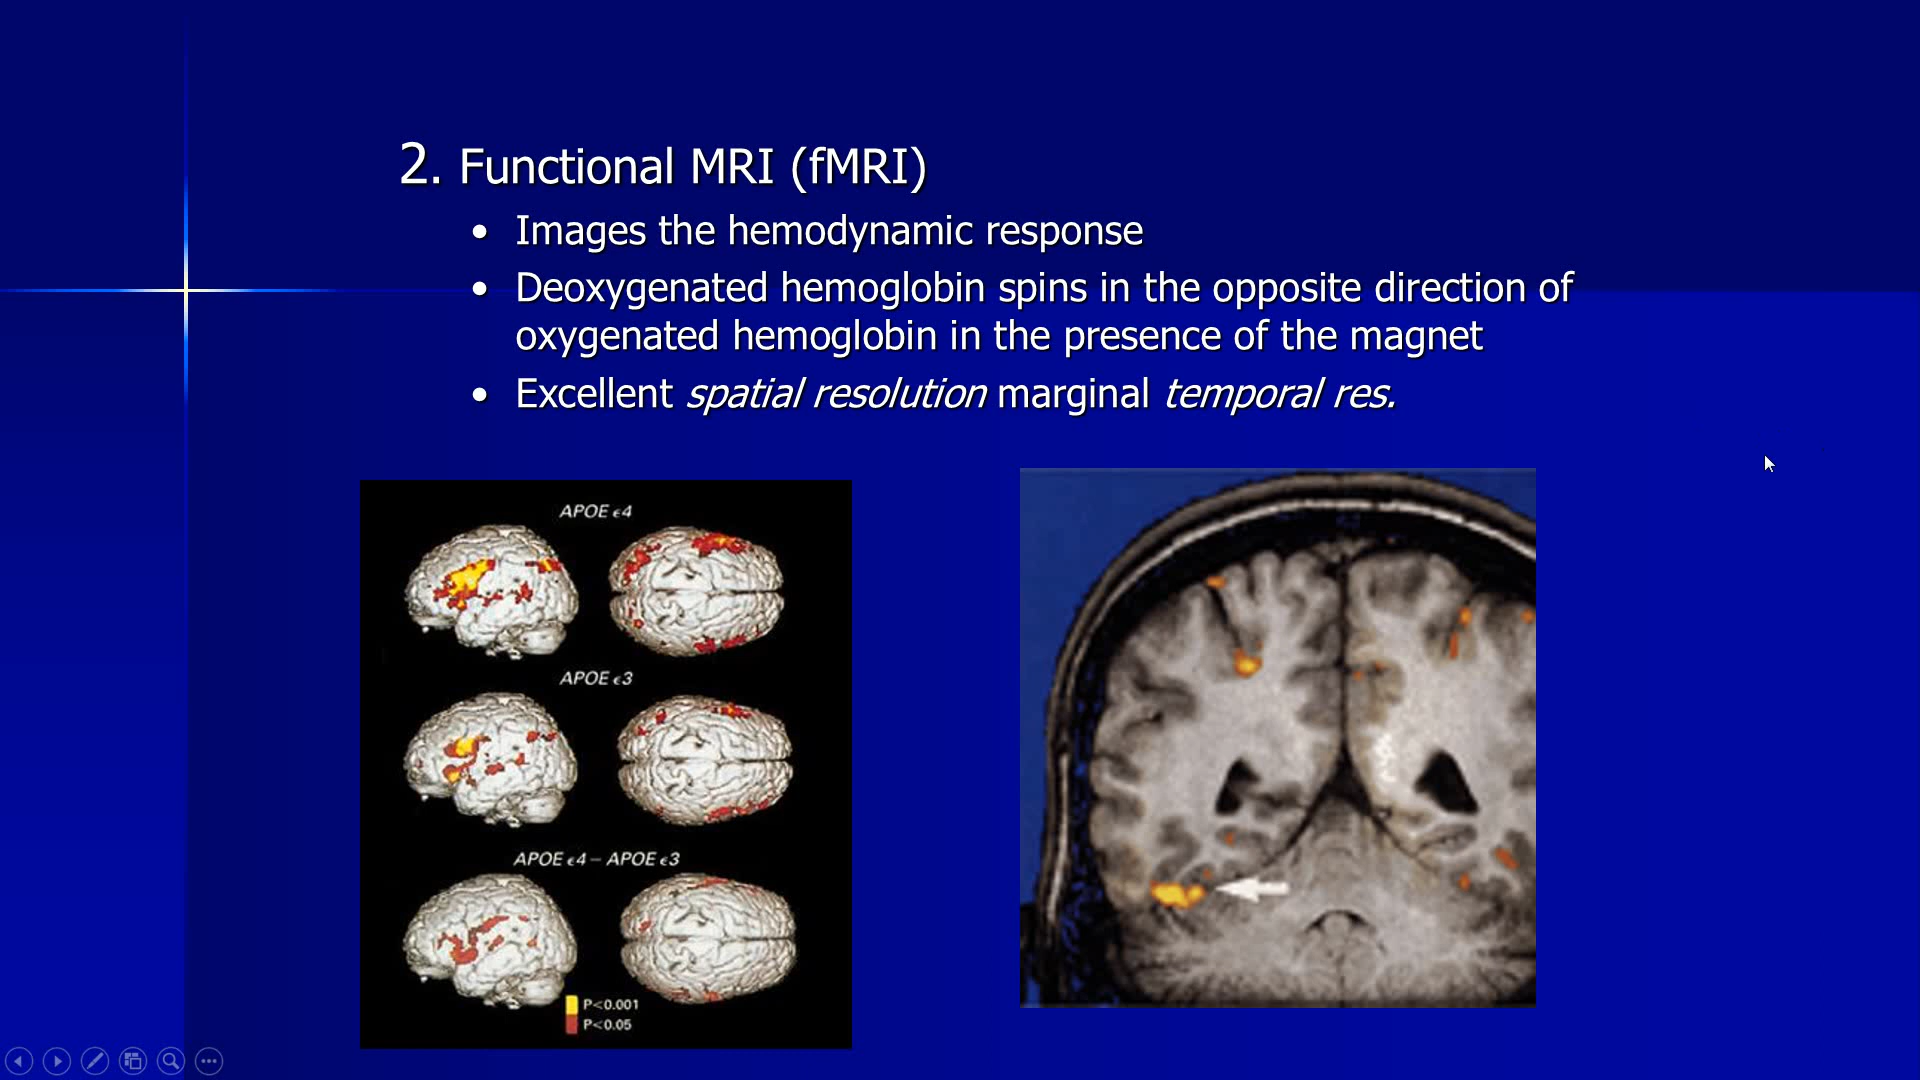 2. Functional MRI (fMRI)
• Images the hemodynamic response
• Deoxygenated hemoglobin spins in the opposite direction of
oxygenated hemoglobin in the presence of the magnet
• Excellent spatial resolution marginal temporal res.
APOE ϵ4
APOE ϵ3
APOE ϵ4 – APOE ϵ3
P<0.001
P<0.05